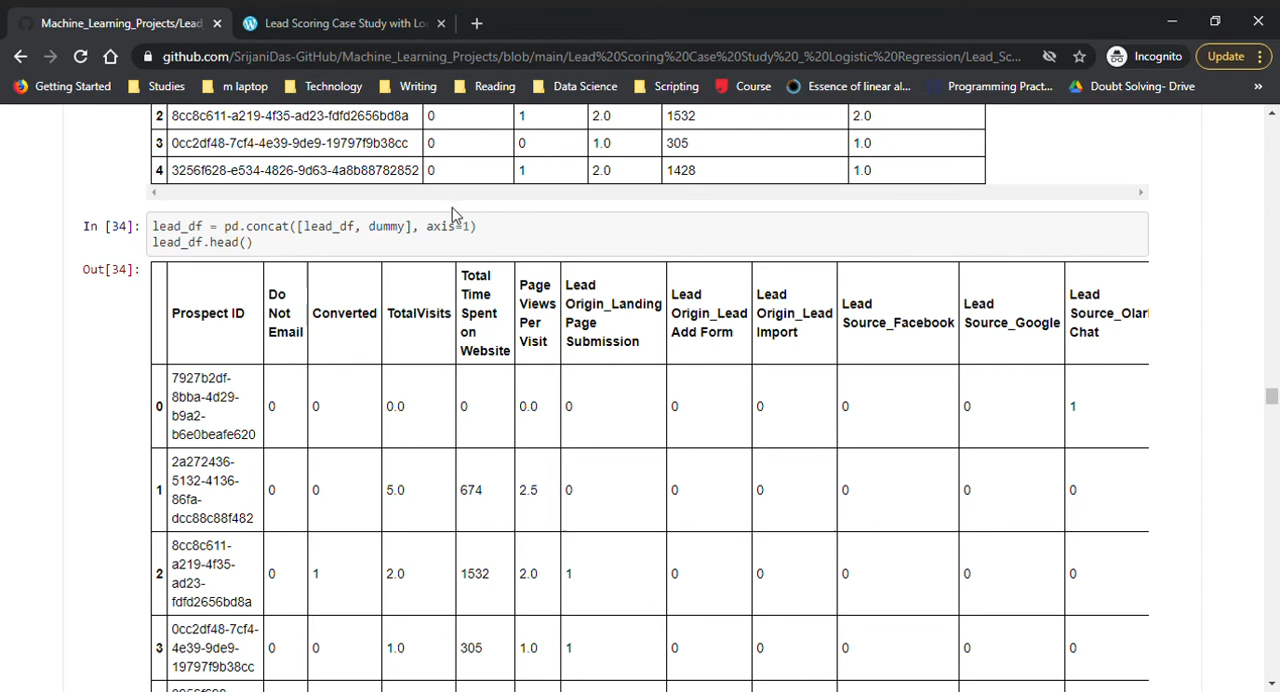 Machine_Learning_Projects/Lead
Lead Scoring Case Study with Lo
github.com/SrijaniDas-GitHub/Machine_Learning_Projects/blob/main/Lead%20Scoring%20Case%20Study%20_%20Logistic%20Regression/Lead_Sc...
Incognito
Update
Getting Started
Studies
m laptop
Technology
Writing
Reading
Data Science
Scripting
Course
Essence of linear al...
Programming Pract...
Doubt Solving- Drive
»
2 8cc8c611-a219-4f35-ad23-fdfd2656bd8a 0 1 2.0 1532 2.0
3 0cc2df48-7cf4-4e39-9de9-19797f9b38cc 0 0 1.0 305 1.0
4 3256f628-e534-4826-9d63-4a8b88782852 0 1 2.0 1428 1.0
In [34]: lead_df = pd.concat([lead_df, dummy], axis=1)
lead_df.head()
Out[34]:
Prospect ID
Do
Not
Email
Converted
TotalVisits
Total
Time
Spent
on
Website
Page
Views
Per
Visit
Lead
Origin_Landing
Page
Submission
Lead
Origin_Lead
Add Form
Lead
Origin_Lead
Import
Lead
Source_Facebook
Lead
Source_Google
Lead
Source_Olar
Chat
0
7927b2df-
8bba-4d29-
b9a2-
b6e0beafe620
0 0 0.0 0 0.0 0 0 0 0 0 1
1
2a272436-
5132-4136-
86fa-
dcc88c88f482
0 0 5.0 674 2.5 0 0 0 0 0 0
2
8cc8c611-
a219-4f35-
ad23-
fdfd2656bd8a
0 1 2.0 1532 2.0 1 0 0 0 0 0
3
0cc2df48-7cf4-
4e39-9de9-
19797f9b38cc
0 0 1.0 305 1.0 1 0 0 0 0 0